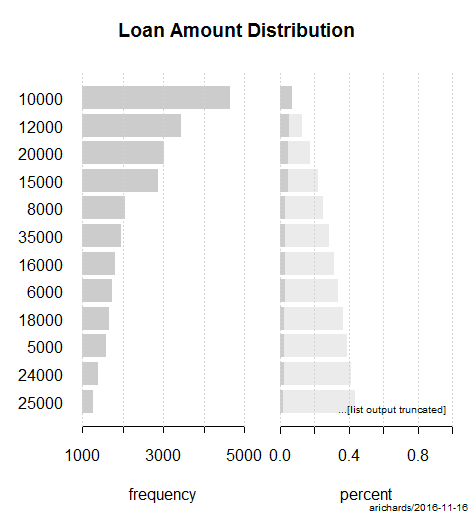 Loan Amount Distribution
10000
12000
20000
15000
8000
35000
16000
6000
18000
5000
24000
25000
...[list output truncated]
1000 3000 5000 0.0 0.4 0.8
frequency percent
arichards/2016-11-16